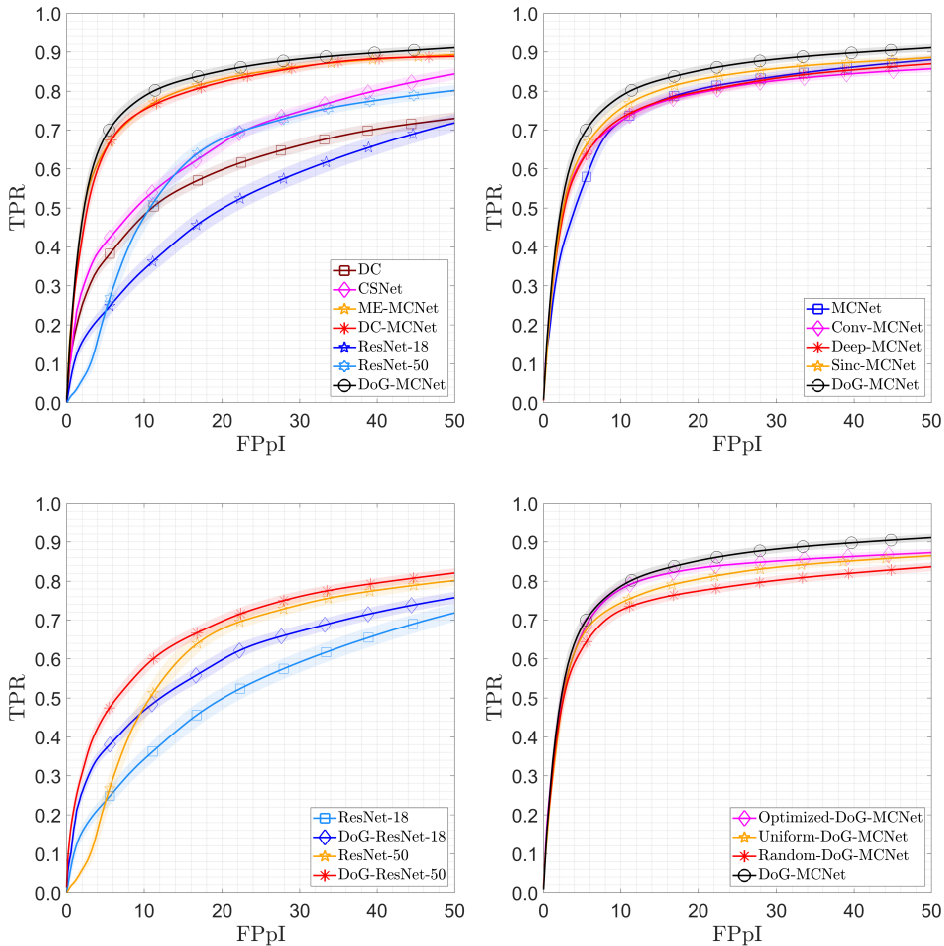 1.0
0.9
0.8
0.7
0.6
0.5
0.4
0.3
0.2
0.1
0.0
TPR
DC
CSNet
ME-MCNet
DC-MCNet
ResNet-18
ResNet-50
DoG-MCNet
0 10 20 30 40 50
FPpI
1.0
0.9
0.8
0.7
0.6
0.5
0.4
0.3
0.2
0.1
0.0
TPR
MCNet
Conv-MCNet
Deep-MCNet
Sinc-MCNet
DoG-MCNet
0 10 20 30 40 50
FPpI
1.0
0.9
0.8
0.7
0.6
0.5
0.4
0.3
0.2
0.1
0.0
TPR
ResNet-18
DoG-ResNet-18
ResNet-50
DoG-ResNet-50
0 10 20 30 40 50
FPpI
1.0
0.9
0.8
0.7
0.6
0.5
0.4
0.3
0.2
0.1
0.0
TPR
Optimized-DoG-MCNet
Uniform-DoG-MCNet
Random-DoG-MCNet
DoG-MCNet
0 10 20 30 40 50
FPpI